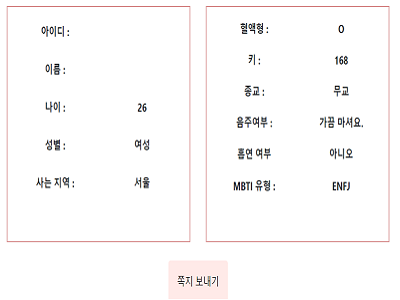 아이디 :
이름 :
나이 : 26
성별 : 여성
사는 지역 : 서울
혈액형 : O
키 : 168
종교 : 무교
음주여부 : 가끔 마셔요.
흡연 여부 아니오
MBTI 유형 : ENFJ
쪽지 보내기